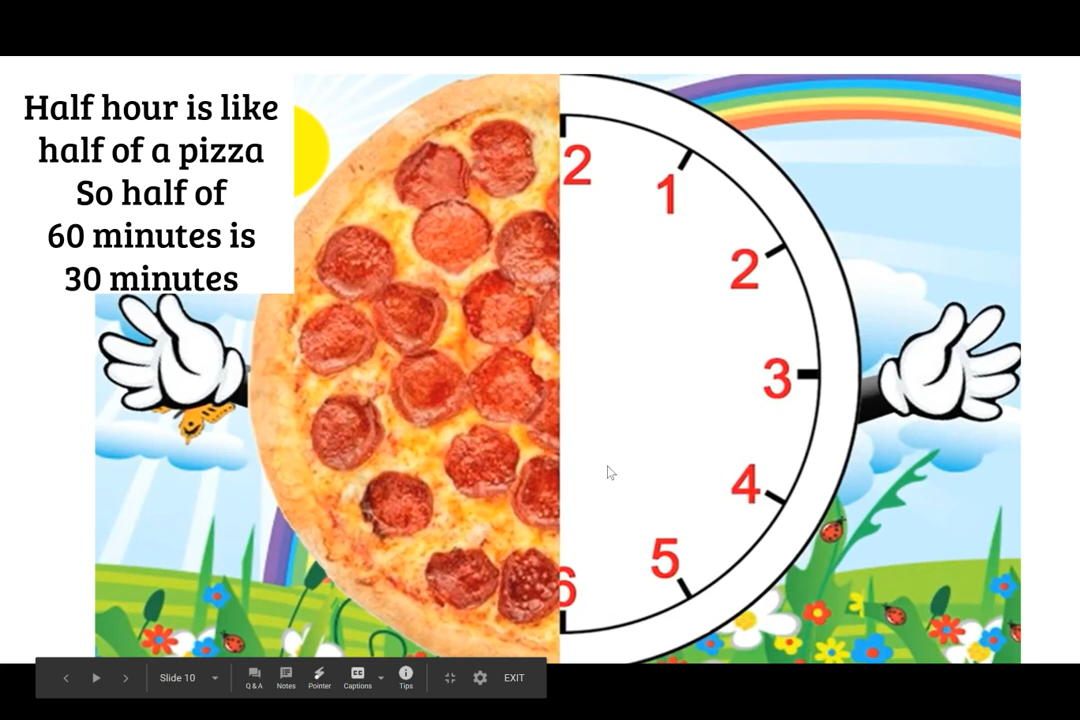 Half hour is like
half of a pizza
So half of
60 minutes is
30 minutes
2
1
2
3
4
5
6
Slide 10
Q & A
Notes
Pointer
Captions
Tips
EXIT